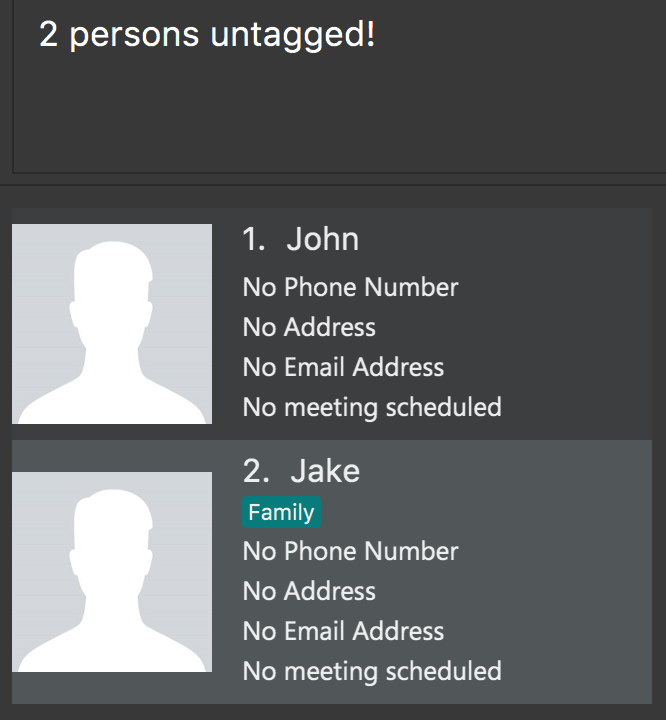 2 persons untagged!
1. John
No Phone Number
No Address
No Email Address
No meeting scheduled
2. Jake
Family
No Phone Number
No Address
No Email Address
No meeting scheduled